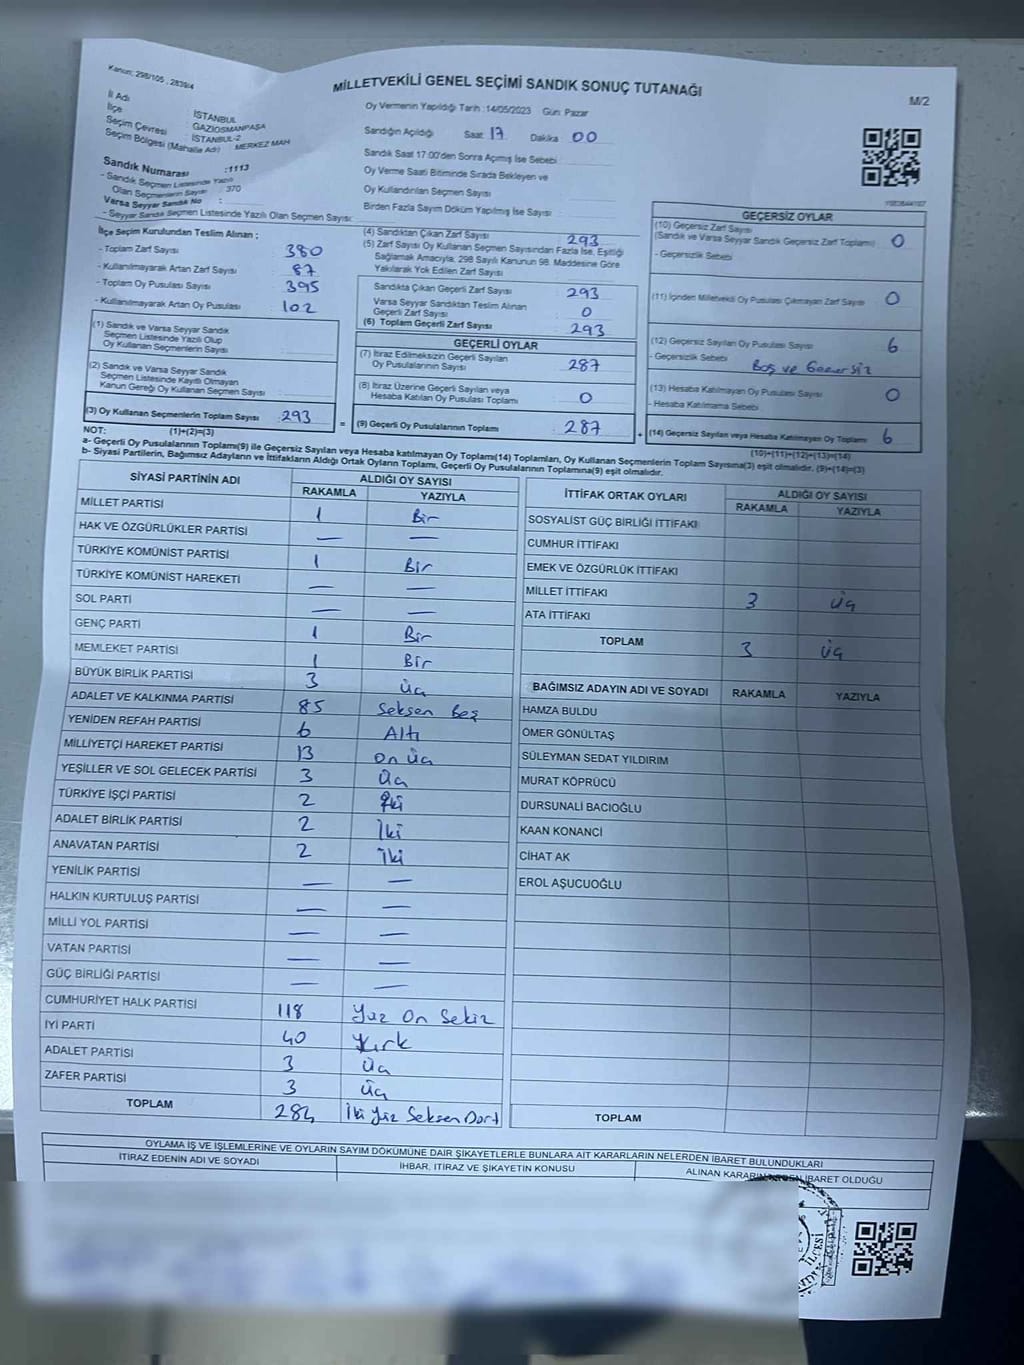 Kanun: 298/105 ; 2839/4
MİLLETVEKİLİ GENEL SEÇİMİ SANDIK SONUÇ TUTANAĞI
M/2
İl Adı : İSTANBUL
İlçe : GAZİOSMANPAŞA
Seçim Çevresi : İSTANBUL-2
Seçim Bölgesi (Mahalle Adı) : MERKEZ MAH
Sandık Numarası :1113
- Sandık Seçmen Listesinde Yazılı
Olan Seçmenlerin Sayısı : 370
Varsa Seyyar Sandık No :
- Seyyar Sandık Seçmen Listesinde Yazılı Olan Seçmen Sayısı:
Oy Vermenin Yapıldığı Tarih :14/05/2023 Gün: Pazar
Sandığın Açıldığı Saat: 17 Dakika 00
Sandık Saat 17:00'den Sonra Açımış İse Sebebi :
Oy Verme Saati Bitiminde Sırada Bekleyen ve
Oy Kullandırılan Seçmen Sayısı
Birden Fazla Sayım Döküm Yapılmış İse Sayısı :
İlçe Seçim Kurulundan Teslim Alınan ;
- Toplam Zarf Sayısı 380
- Kullanılmayarak Artan Zarf Sayısı 87
- Toplam Oy Pusulası Sayısı 395
- Kullanılmayarak Artan Oy Pusulası 102
(1) Sandık ve Varsa Seyyar Sandık
Seçmen Listesinde Yazılı Olup
Oy Kullanan Seçmenlerin Sayısı
(2) Sandık ve Varsa Seyyar Sandık
Seçmen Listesinde Kayıtlı Olmayan
Kanun Gereği Oy Kullanan Seçmen Sayısı
(3) Oy Kullanan Seçmenlerin Toplam Sayısı :293
(4) Sandıktan Çıkan Zarf Sayısı 293
(5) Zarf Sayısı Oy Kullanan Seçmen Sayısından Fazla İse, Eşitliği
Sağlamak Amacıyla, 298 Sayılı Kanunun 98. Maddesine Göre
Yakılarak Yok Edilen Zarf Sayısı
Sandıkta Çıkan Geçerli Zarf Sayısı 293
Varsa Seyyar Sandıktan Teslim Alınan
Geçerli Zarf Sayısı 0
(6) Toplam Geçerli Zarf Sayısı 293
GEÇERLİ OYLAR
(7) İtiraz Edilmeksizin Geçerli Sayılan
Oy Pusulalarının Sayısı 287
(8) İtiraz Üzerine Geçerli Sayılan veya
Hesaba Katılan Oy Pusulası Toplamı 0
= (9) Geçerli Oy Pusulalarının Toplamı 287
GEÇERSİZ OYLAR
(10) Geçersiz Zarf Sayısı
(Sandık ve Varsa Seyyar Sandık Geçersiz Zarf Toplamı) 0
- Geçersizlik Sebebi
(11) İçinden Milletvekili Oy Pusulası Çıkmayan Zarf Sayısı 0
(12) Geçersiz Sayılan Oy Pusulası Sayısı 6
- Geçersizlik Sebebi Boş ve Geçersiz
(13) Hesaba Katılmayan Oy Pusulası Sayısı 0
- Hesaba Katılmama Sebebi
+ (14) Geçersiz Sayılan veya Hesaba Katılmayan Oy Toplamı 6
NOT: (1)+(2)=(3)
(10)+(11)+(12)+(13)=(14)
a- Geçerli Oy Pusulalarının Toplamı(9) ile Geçersiz Sayılan veya Hesaba katılmayan Oy Toplamı(14) Toplamları, Oy Kullanan Seçmenlerin Toplam Sayısına(3) eşit olmalıdır. (9)+(14)=(3)
b- Siyasi Partilerin, Bağımsız Adayların ve İttifakların Aldığı Ortak Oyların Toplamı, Geçerli Oy Pusulalarının Toplamına(9) eşit olmalıdır.
SİYASİ PARTİNİN ADI ALDIĞI OY SAYISI
RAKAMLA YAZIYLA
MİLLET PARTİSİ 1 Bir
HAK VE ÖZGÜRLÜKLER PARTİSİ — —
TÜRKİYE KOMÜNİST PARTİSİ 1 Bir
TÜRKİYE KOMÜNİST HAREKETİ — —
SOL PARTİ — —
GENÇ PARTİ 1 Bir
MEMLEKET PARTİSİ 1 Bir
BÜYÜK BİRLİK PARTİSİ 3 Üç
ADALET VE KALKINMA PARTİSİ 85 Seksen Beş
YENİDEN REFAH PARTİSİ 6 Altı
MİLLİYETÇİ HAREKET PARTİSİ 13 On üç
YEŞİLLER VE SOL GELECEK PARTİSİ 3 Üç
TÜRKİYE İŞÇİ PARTİSİ 2 İki
ADALET BİRLİK PARTİSİ 2 İki
ANAVATAN PARTİSİ 2 İki
YENİLİK PARTİSİ — —
HALKIN KURTULUŞ PARTİSİ — —
MİLLİ YOL PARTİSİ — —
VATAN PARTİSİ — —
GÜÇ BİRLİĞİ PARTİSİ — —
CUMHURİYET HALK PARTİSİ 118 Yüz On Sekiz
İYİ PARTİ 40 Kırk
ADALET PARTİSİ 3 Üç
ZAFER PARTİSİ 3 Üç
TOPLAM 284 İki Yüz Seksen Dört
İTTİFAK ORTAK OYLARI ALDIĞI OY SAYISI
RAKAMLA YAZIYLA
SOSYALİST GÜÇ BİRLİĞİ İTTİFAKI
CUMHUR İTTİFAKI
EMEK VE ÖZGÜRLÜK İTTİFAKI
MİLLET İTTİFAKI 3 Üç
ATA İTTİFAKI
TOPLAM 3 Üç
BAĞIMSIZ ADAYIN ADI VE SOYADI RAKAMLA YAZIYLA
HAMZA BULDU
ÖMER GÖNÜLTAŞ
SÜLEYMAN SEDAT YILDIRIM
MURAT KÖPRÜCÜ
DURSUNALİ BACIOĞLU
KAAN KONANCİ
CİHAT AK
EROL AŞUCUOĞLU
TOPLAM
OYLAMA İŞ VE İŞLEMLERİNE VE OYLARIN SAYIM DÖKÜMÜNE DAİR ŞİKAYETLERLE BUNLARA AİT KARARLARIN NELERDEN İBARET BULUNDUKLARI
İTİRAZ EDENİN ADI VE SOYADI İHBAR, İTİRAZ VE ŞİKAYETİN KONUSU ALINAN KARARIN NEDEN İBARET OLDUĞU
İLÇESİ